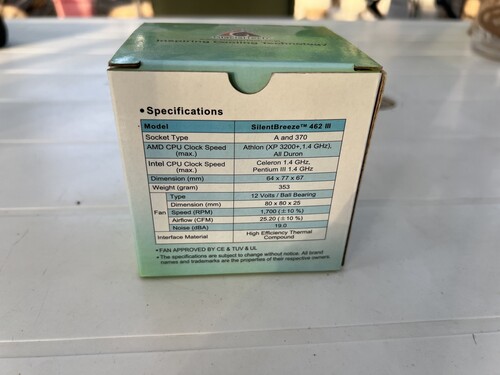 Inspiring Cooling Technology
•Specifications
Model SilentBreeze™ 462 III
Socket Type A and 370
AMD CPU Clock Speed (max.) Athlon (XP 3200+,1.4 GHz), All Duron
Intel CPU Clock Speed (max.) Celeron 1.4 GHz, Pentium III 1.4 GHz
Dimension (mm) 64 x 77 x 67
Weight (gram) 353
Fan
Type 12 Volts / Ball Bearing
Dimension (mm) 80 x 80 x 25
Speed (RPM) 1,700 (±10 %)
Airflow (CFM) 25.20 (±10 %)
Noise (dBA) 19.0
Interface Material High Efficiency Thermal Compound
•FAN APPROVED BY CE & TUV & UL
•The specifications are subject to change without notice. All brand
names and trademarks are the properties of their respective owners.